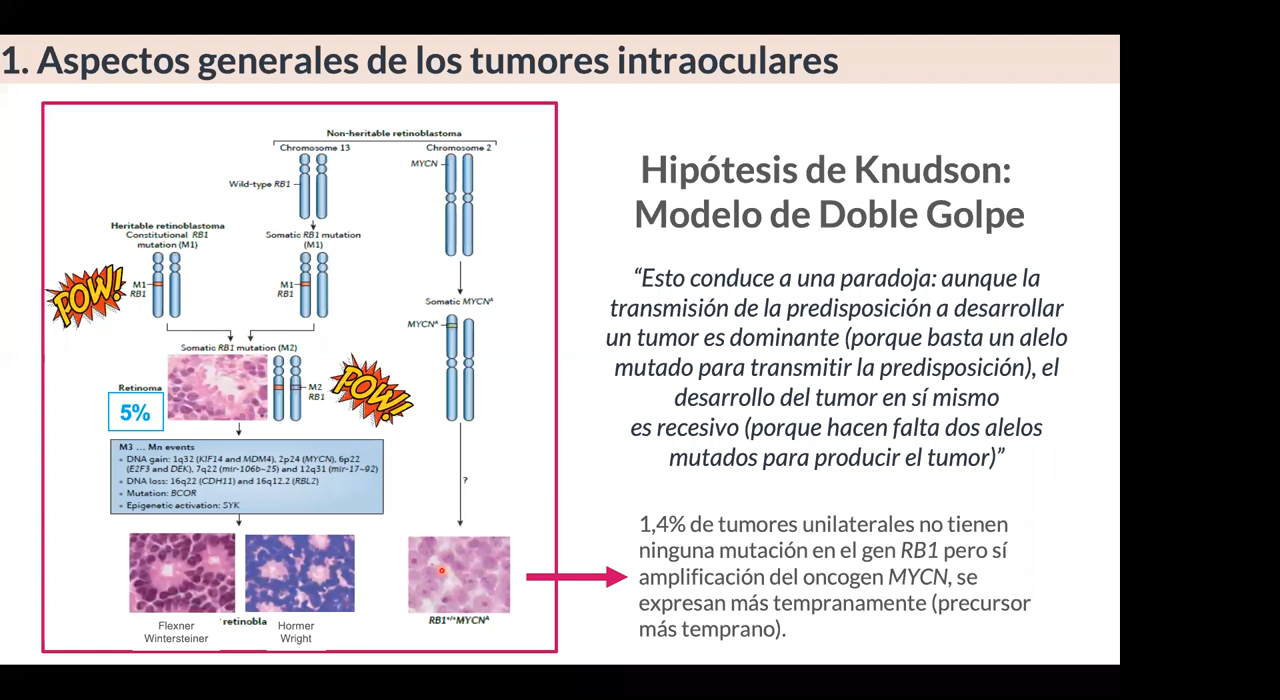 1. Aspectos generales de los tumores intraoculares
Non-heritable retinoblastoma
Chromosome 13
Chromosome 2
MYCN
Wild-type RB1
Heritable retinoblastoma
Constitutional RB1
mutation (M1)
Somatic RB1 mutation
(M1)
POW!
M1
RB1
M1
RB1
Somatic MYCNᴬ
MYCNᴬ
Somatic RB1 mutation (M2)
Retinoma
5%
M2
RB1
POW!
M3 ... Mn events
• DNA gain: 1q32 (KIF14 and MDM4), 2p24 (MYCN), 6p22
(E2F3 and DEK), 7q22 (mir-106b~25) and 12q31 (mir-17~92)
• DNA loss: 16q22 (CDH11) and 16q12.2 (RBL2)
• Mutation: BCOR
• Epigenetic activation: SYK
?
Flexner
Wintersteiner
retinobla
Hormer
Wright
RB1⁺/⁺MYCNᴬ
Hipótesis de Knudson:
Modelo de Doble Golpe
“Esto conduce a una paradoja: aunque la
transmisión de la predisposición a desarrollar
un tumor es dominante (porque basta un alelo
mutado para transmitir la predisposición), el
desarrollo del tumor en sí mismo
es recesivo (porque hacen falta dos alelos
mutados para producir el tumor)”
1,4% de tumores unilaterales no tienen
ninguna mutación en el gen RB1 pero sí
amplificación del oncogen MYCN, se
expresan más tempranamente (precursor
más temprano).